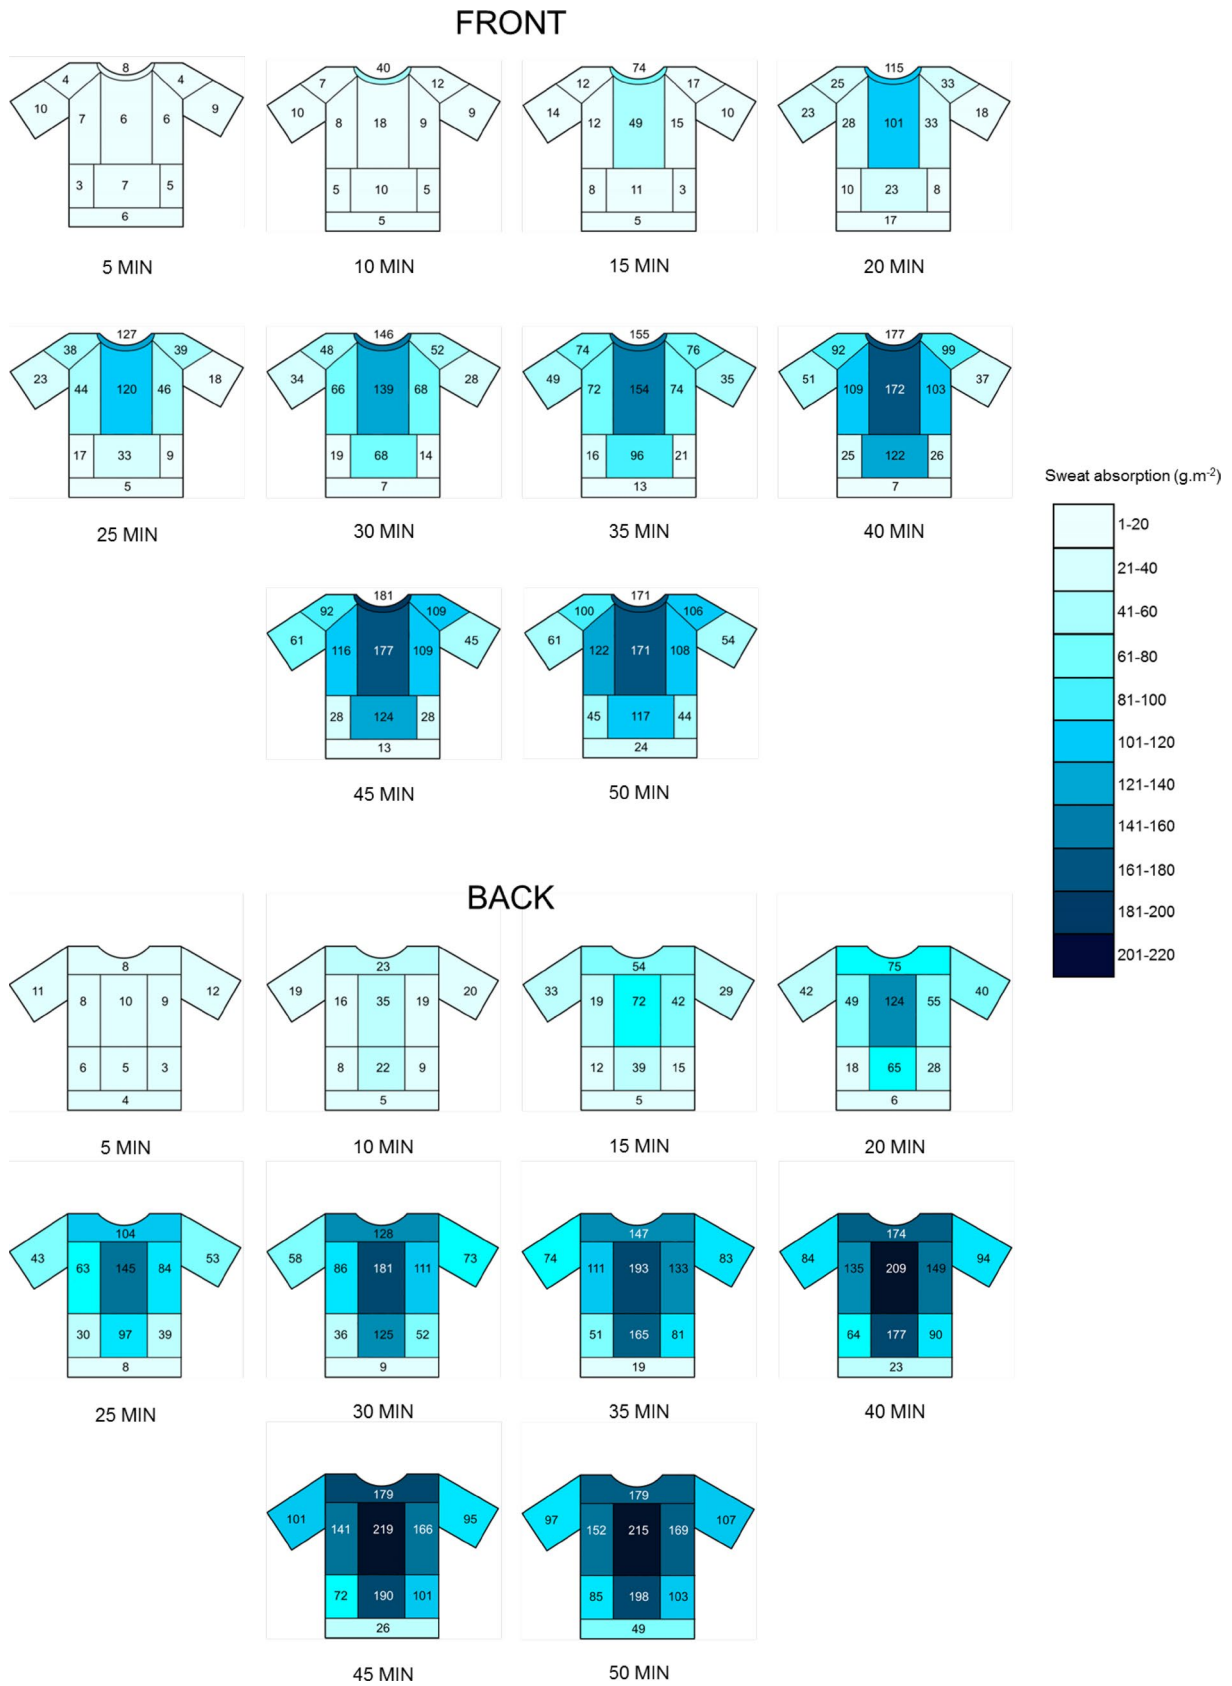 FRONT
8
4 4
10 7 6 6 9
3 7 5
6
5 MIN
40
7 12
10 8 18 9 9
5 10 5
5
10 MIN
74
12 17
14 12 49 15 10
8 11 3
5
15 MIN
115
25 33
23 28 101 33 18
10 23 8
17
20 MIN
127
38 39
23 44 120 46 18
17 33 9
5
25 MIN
146
48 52
34 66 139 68 28
19 68 14
7
30 MIN
155
74 76
49 72 154 74 35
16 96 21
13
35 MIN
177
92 99
51 109 172 103 37
25 122 26
7
40 MIN
181
92 109
61 116 177 109 45
28 124 28
13
45 MIN
171
100 106
61 122 171 108 54
45 117 44
24
50 MIN
Sweat absorption (g.m-2)
1-20
21-40
41-60
61-80
81-100
101-120
121-140
141-160
161-180
181-200
201-220
BACK
8
11 8 10 9 12
6 5 3
4
5 MIN
23
19 16 35 19 20
8 22 9
5
10 MIN
54
33 19 72 42 29
12 39 15
5
15 MIN
75
42 49 124 55 40
18 65 28
6
20 MIN
104
43 63 145 84 53
30 97 39
8
25 MIN
128
58 86 181 111 73
36 125 52
9
30 MIN
147
74 111 193 133 83
51 165 81
19
35 MIN
174
84 135 209 149 94
64 177 90
23
40 MIN
179
101 141 219 166 95
72 190 101
26
45 MIN
179
97 152 215 169 107
85 198 103
49
50 MIN